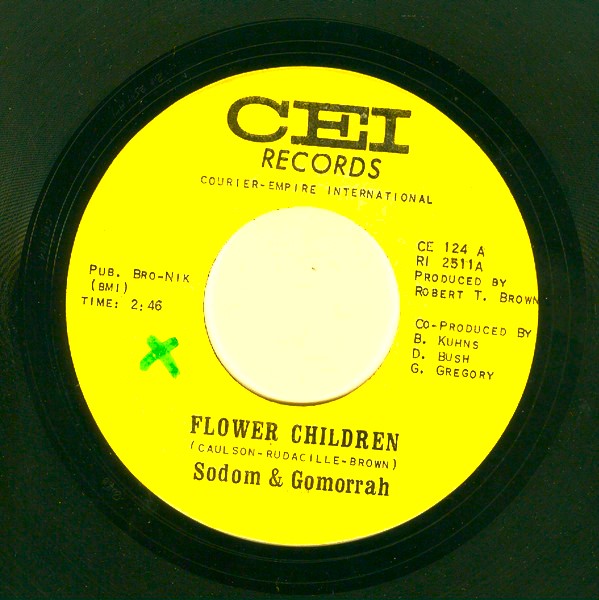 CEI
RECORDS
COURIER-EMPIRE INTERNATIONAL
PUB. BRO-NIK
(BMI)
TIME: 2:46
CE 124 A
RI 2511A
PRODUCED BY
ROBERT T. BROWN
CO-PRODUCED BY
B. KUHNS
D. BUSH
G. GREGORY
FLOWER CHILDREN
(CAULSON-RUDACILLE-BROWN)
Sodom & Gomorrah